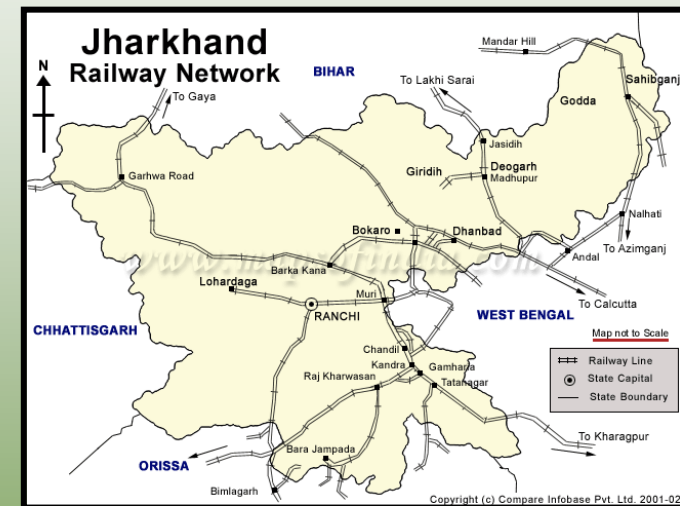 Jharkhand
Railway Network
N
BIHAR
Mandar Hill
To Lakhi Sarai
Sahibganj
Godda
To Gaya
Jasidih
Deogarh
Giridih
Madhupur
Garhwa Road
Nalhati
Bokaro
Dhanbad
To Azimganj
Andal
www.mapsofindia.com
Barka Kana
Lohardaga
Muri
To Calcutta
RANCHI
WEST BENGAL
CHHATTISGARH
Map not to Scale
Chandil
Kandra
Gamharia
Raj Kharwasan
Tatanagar
Railway Line
State Capital
State Boundary
To Kharagpur
Bara Jampada
ORISSA
Bimlagarh
Copyright (c) Compare Infobase Pvt. Ltd. 2001-02